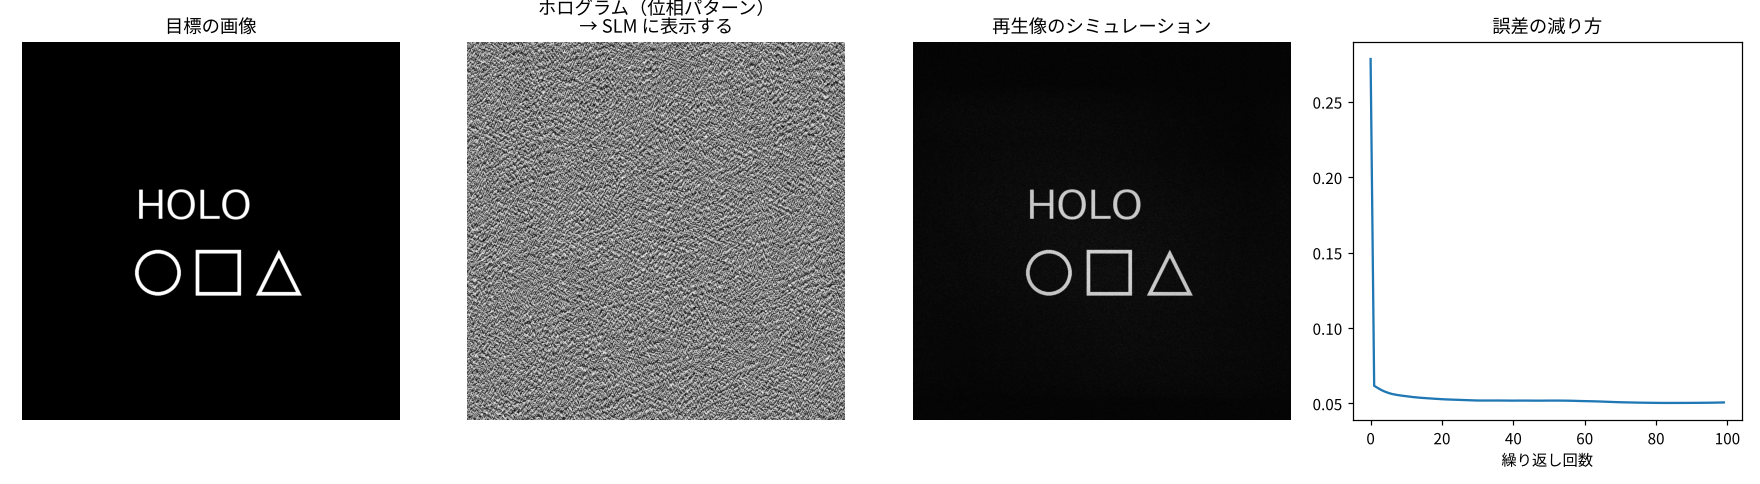 目標の画像
HOLO
ホログラム（位相パターン）
→ SLM に表示する
再生像のシミュレーション
HOLO
誤差の減り方
0.25
0.20
0.15
0.10
0.05
0 20 40 60 80 100
繰り返し回数